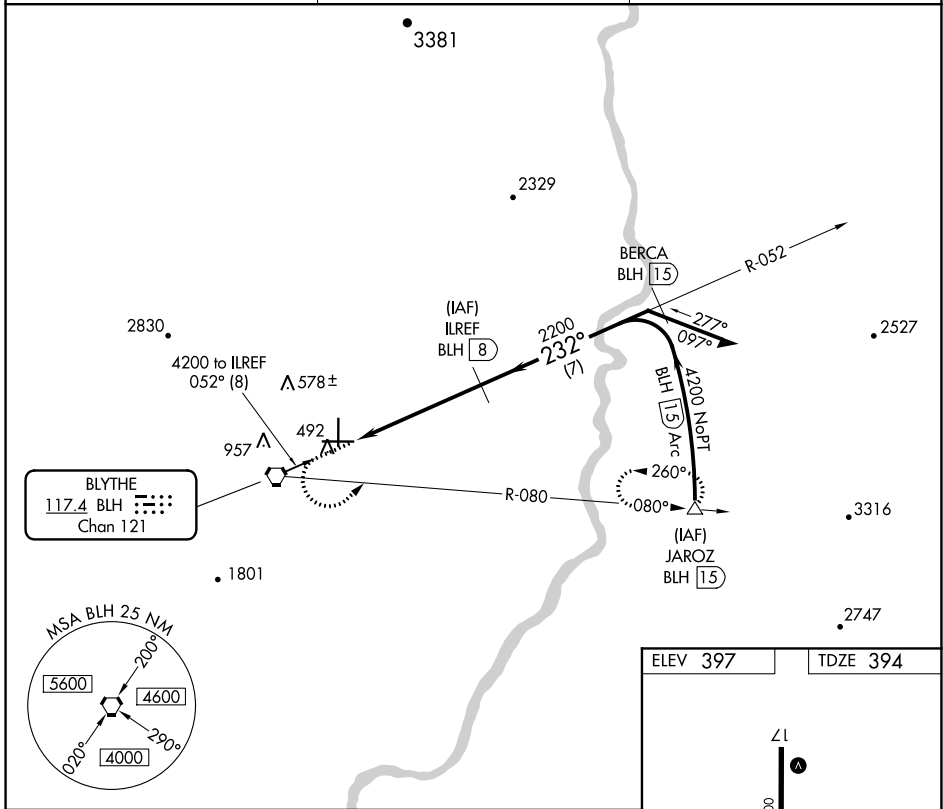 3381
2329
BERCA
BLH 15
R-052
(IAF)
ILREF
BLH 8
2200
232°
(7)
277°
097°
2830
2527
4200 to ILREF
052° (8)
578±
4200 NoPT
BLH 15 Arc
957
492
BLYTHE
117.4 BLH
Chan 121
R-080
260°
080°
3316
(IAF)
JAROZ
BLH 15
1801
2747
MSA BLH 25 NM
200°
5600
4600
290°
020°
4000
ELEV 397
TDZE 394
17
V